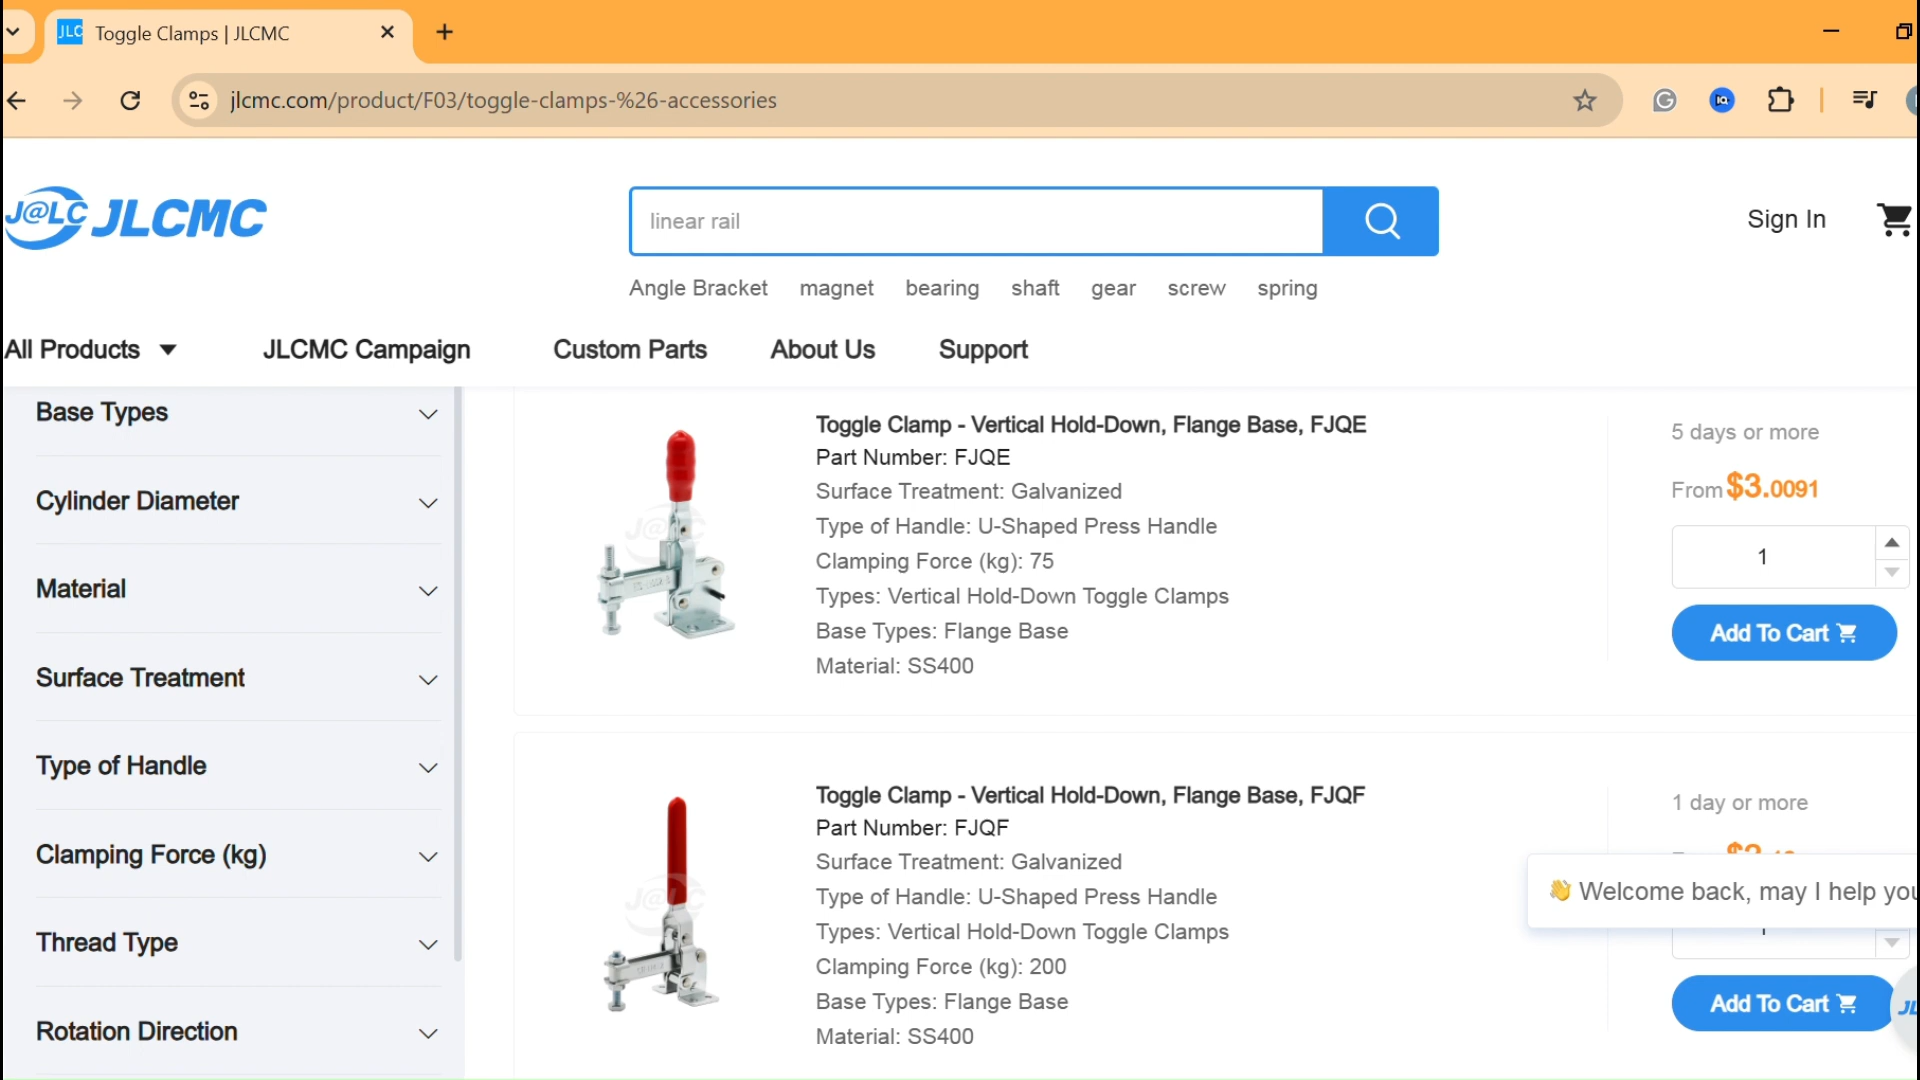 JLC Toggle Clamps | JLCMC
jlcmc.com/product/F03/toggle-clamps-%26-accessories
J@LC JLCMC
linear rail
Sign In
Angle Bracket magnet bearing shaft gear screw spring
All Products JLCMC Campaign Custom Parts About Us Support
Base Types
Cylinder Diameter
Material
Surface Treatment
Type of Handle
Clamping Force (kg)
Thread Type
Rotation Direction
Toggle Clamp - Vertical Hold-Down, Flange Base, FJQE
Part Number: FJQE
Surface Treatment: Galvanized
Type of Handle: U-Shaped Press Handle
Clamping Force (kg): 75
Types: Vertical Hold-Down Toggle Clamps
Base Types: Flange Base
Material: SS400
5 days or more
From $3.0091
1
Add To Cart
Toggle Clamp - Vertical Hold-Down, Flange Base, FJQF
Part Number: FJQF
Surface Treatment: Galvanized
Type of Handle: U-Shaped Press Handle
Types: Vertical Hold-Down Toggle Clamps
Clamping Force (kg): 200
Base Types: Flange Base
Material: SS400
1 day or more
👋 Welcome back, may I help you
Add To Cart